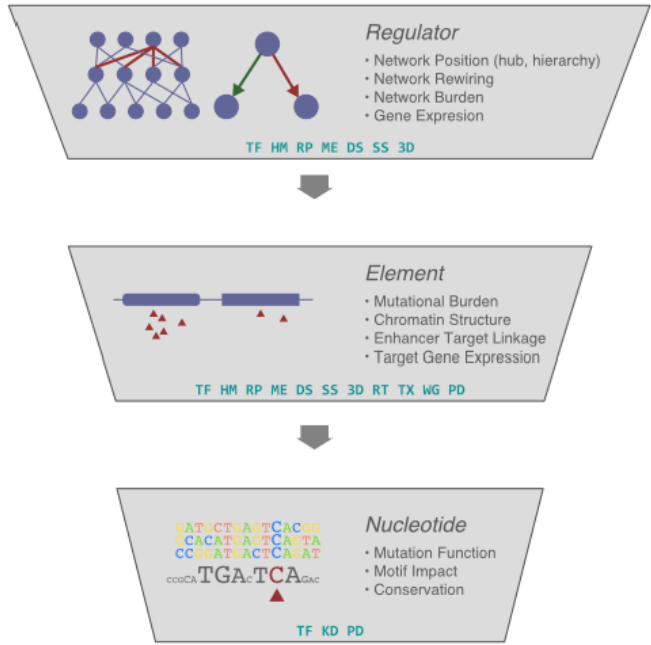 Regulator
• Network Position (hub, hierarchy)
• Network Rewiring
• Network Burden
• Gene Expresion
TF HM RP ME DS SS 3D
Element
• Mutational Burden
• Chromatin Structure
• Enhancer Target Linkage
• Target Gene Expression
TF HM RP ME DS SS 3D RT TX WG PD
GATGCTGAGTCACGG
GCACATGAGTCAGTA
CCGGATGACTCAGAT
CCGCATGACTCAGAC
Nucleotide
• Mutation Function
• Motif Impact
• Conservation
TF KD PD